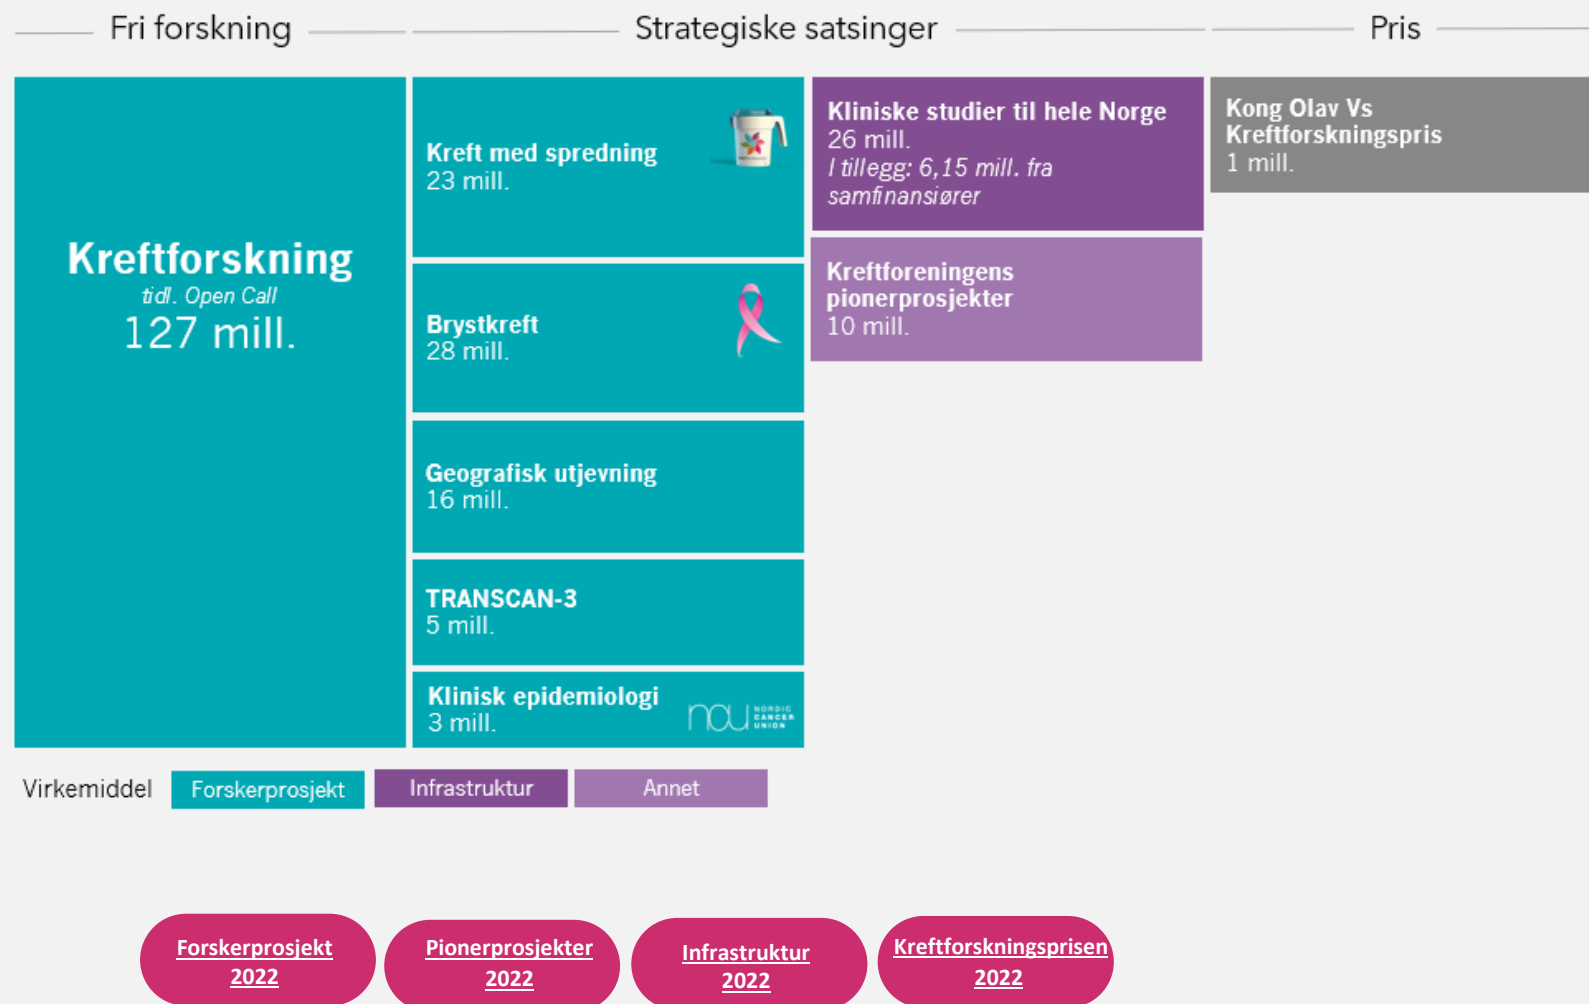 Fri forskning
Strategiske satsinger
Pris
Kreftforskning
tidl. Open Call
127 mill.
Kreft med spredning
23 mill.
Brystkreft
28 mill.
Geografisk utjevning
16 mill.
TRANSCAN-3
5 mill.
Klinisk epidemiologi
3 mill.
ncu NORDIC
CANCER
UNION
Kliniske studier til hele Norge
26 mill.
I tillegg: 6,15 mill. fra
samfinansiører
Kreftforeningens
pionerprosjekter
10 mill.
Kong Olav Vs
Kreftforskningspris
1 mill.
Virkemiddel
Forskerprosjekt
Infrastruktur
Annet
Forskerprosjekt
2022
Pionerprosjekter
2022
Infrastruktur
2022
Kreftforskningsprisen
2022